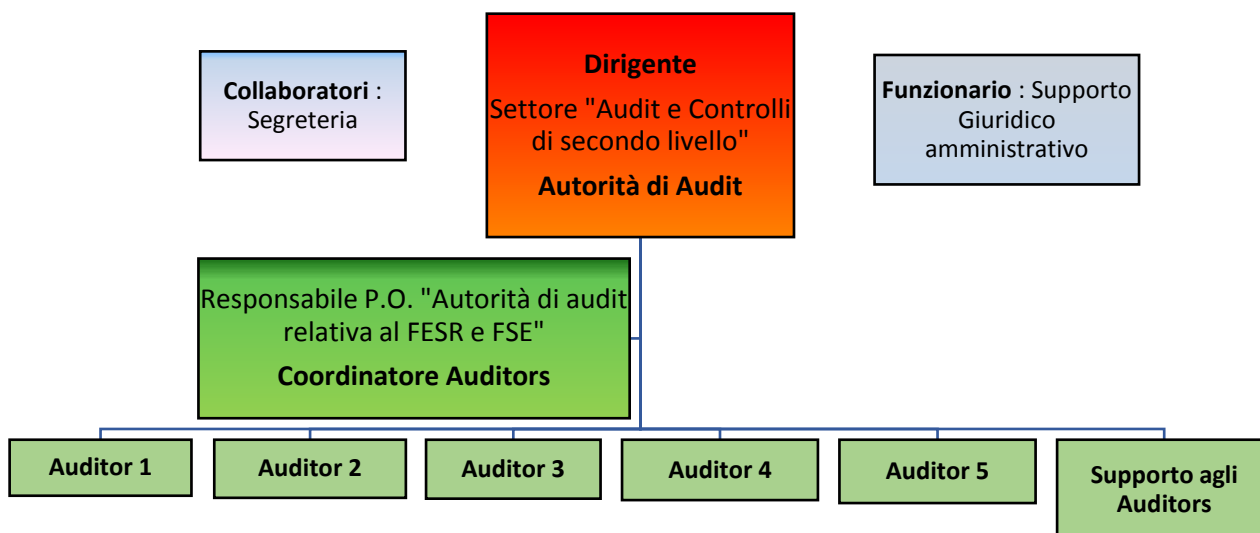 Collaboratori :
Segreteria
Dirigente
Settore "Audit e Controlli
di secondo livello"
Autorità di Audit
Funzionario : Supporto
Giuridico
amministrativo
Responsabile P.O. "Autorità di audit
relativa al FESR e FSE"
Coordinatore Auditors
Auditor 1
Auditor 2
Auditor 3
Auditor 4
Auditor 5
Supporto agli
Auditors